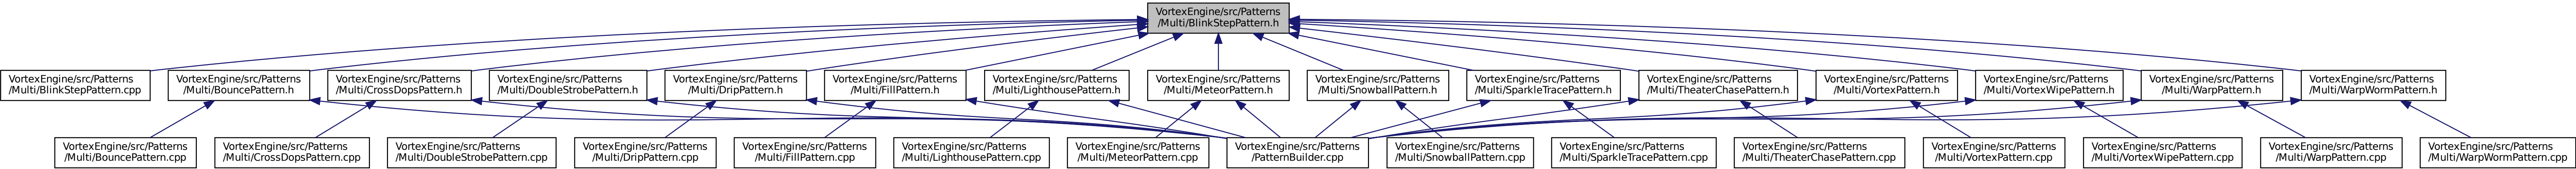 VortexEngine/src/Patterns
/Multi/BlinkStepPattern.h
VortexEngine/src/Patterns
/Multi/BlinkStepPattern.cpp
VortexEngine/src/Patterns
/Multi/BouncePattern.h
VortexEngine/src/Patterns
/Multi/CrossDopsPattern.h
VortexEngine/src/Patterns
/Multi/DoubleStrobePattern.h
VortexEngine/src/Patterns
/Multi/DripPattern.h
VortexEngine/src/Patterns
/Multi/FillPattern.h
VortexEngine/src/Patterns
/Multi/LighthousePattern.h
VortexEngine/src/Patterns
/Multi/MeteorPattern.h
VortexEngine/src/Patterns
/Multi/SnowballPattern.h
VortexEngine/src/Patterns
/Multi/SparkleTracePattern.h
VortexEngine/src/Patterns
/Multi/TheaterChasePattern.h
VortexEngine/src/Patterns
/Multi/VortexPattern.h
VortexEngine/src/Patterns
/Multi/VortexWipePattern.h
VortexEngine/src/Patterns
/Multi/WarpPattern.h
VortexEngine/src/Patterns
/Multi/WarpWormPattern.h
VortexEngine/src/Patterns
/Multi/BouncePattern.cpp
VortexEngine/src/Patterns
/Multi/CrossDopsPattern.cpp
VortexEngine/src/Patterns
/Multi/DoubleStrobePattern.cpp
VortexEngine/src/Patterns
/Multi/DripPattern.cpp
VortexEngine/src/Patterns
/Multi/FillPattern.cpp
VortexEngine/src/Patterns
/Multi/LighthousePattern.cpp
VortexEngine/src/Patterns
/Multi/MeteorPattern.cpp
VortexEngine/src/Patterns
/PatternBuilder.cpp
VortexEngine/src/Patterns
/Multi/SnowballPattern.cpp
VortexEngine/src/Patterns
/Multi/SparkleTracePattern.cpp
VortexEngine/src/Patterns
/Multi/TheaterChasePattern.cpp
VortexEngine/src/Patterns
/Multi/VortexPattern.cpp
VortexEngine/src/Patterns
/Multi/VortexWipePattern.cpp
VortexEngine/src/Patterns
/Multi/WarpPattern.cpp
VortexEngine/src/Patterns
/Multi/WarpWormPattern.cpp